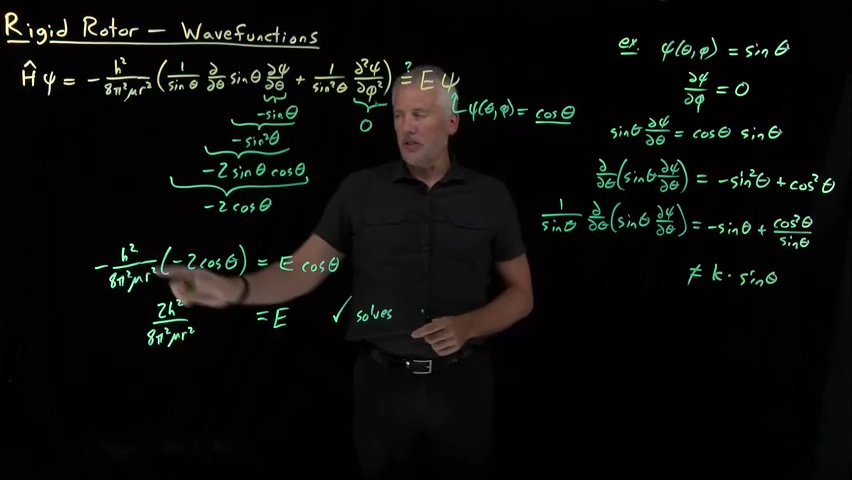 Rigid Rotor – Wavefunctions
Ĥψ = - h²/8π²μr² (1/sinθ ∂/∂θ sinθ ∂ψ/∂θ + 1/sin²θ ∂²ψ/∂φ²) ?= Eψ
-sinθ
0
ψ(θ,φ) = cosθ
-sin²θ
-2 sinθ cosθ
-2 cosθ
- h²/8π²μr² (-2cosθ) = E cosθ
2h²/8π²μr² = E ✓ solves
ex. ψ(θ,φ) = sinθ
∂ψ/∂φ = 0
sinθ ∂ψ/∂θ = cosθ sinθ
∂/∂θ (sinθ ∂ψ/∂θ) = -sin²θ + cos²θ
1/sinθ ∂/∂θ (sinθ ∂ψ/∂θ) = -sinθ + cos²θ/sinθ
≠ k · sinθ